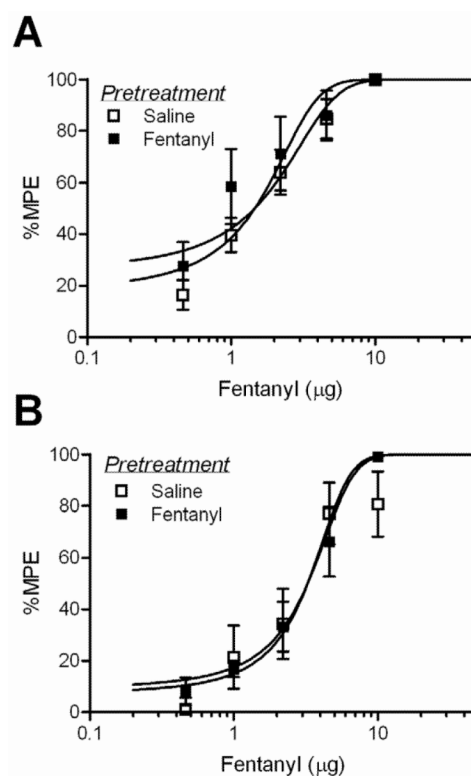 A
100
80
60
40
20
0
%MPE
Pretreatment
Saline
Fentanyl
0.1 1 10
Fentanyl (μg)
B
100
80
60
40
20
0
%MPE
Pretreatment
Saline
Fentanyl
0.1 1 10
Fentanyl (μg)